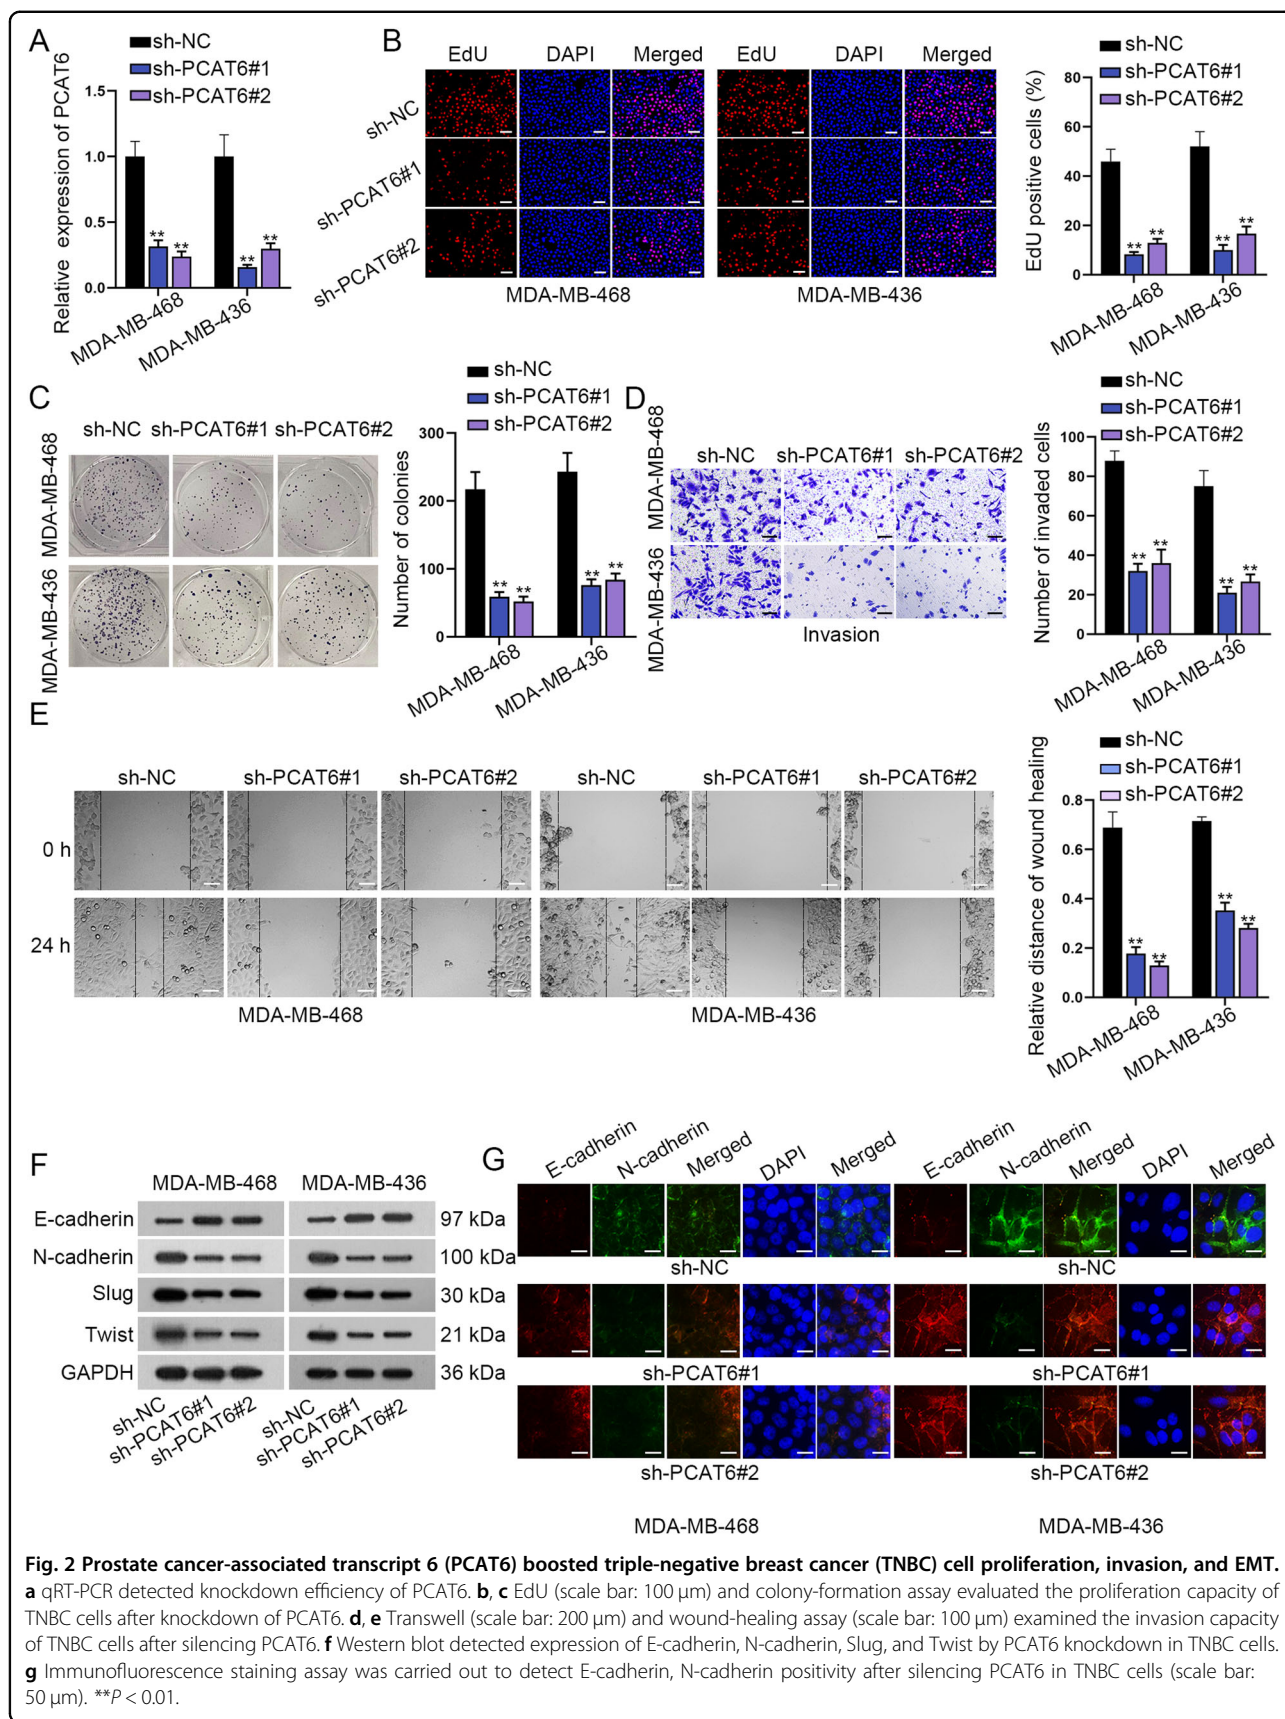 A
sh-NC
sh-PCAT6#1
sh-PCAT6#2
Relative expression of PCAT6
1.5
1.0
0.5
0.0
** ** ** **
MDA-MB-468
MDA-MB-436
B
EdU DAPI Merged EdU DAPI Merged
sh-NC
sh-PCAT6#1
sh-PCAT6#2
MDA-MB-468 MDA-MB-436
sh-NC
sh-PCAT6#1
sh-PCAT6#2
EdU positive cells (%)
80
60
40
20
0
** ** ** **
MDA-MB-468
MDA-MB-436
C
sh-NC sh-PCAT6#1 sh-PCAT6#2
MDA-MB-468
MDA-MB-436
sh-NC
sh-PCAT6#1
sh-PCAT6#2
Number of colonies
300
200
100
0
** ** ** **
MDA-MB-468
MDA-MB-436
D
sh-NC sh-PCAT6#1 sh-PCAT6#2
MDA-MB-468
MDA-MB-436
Invasion
sh-NC
sh-PCAT6#1
sh-PCAT6#2
Number of invaded cells
100
80
60
40
20
0
** ** ** **
MDA-MB-468
MDA-MB-436
E
sh-NC sh-PCAT6#1 sh-PCAT6#2 sh-NC sh-PCAT6#1 sh-PCAT6#2
0 h
24 h
MDA-MB-468 MDA-MB-436
sh-NC
sh-PCAT6#1
sh-PCAT6#2
Relative distance of wound healing
0.8
0.6
0.4
0.2
0.0
** ** ** **
MDA-MB-468
MDA-MB-436
F
MDA-MB-468 MDA-MB-436
E-cadherin 97 kDa
N-cadherin 100 kDa
Slug 30 kDa
Twist 21 kDa
GAPDH 36 kDa
sh-NC sh-NC
sh-PCAT6#1 sh-PCAT6#1
sh-PCAT6#2 sh-PCAT6#2
G
E-cadherin N-cadherin Merged DAPI Merged E-cadherin N-cadherin Merged DAPI Merged
sh-NC sh-NC
sh-PCAT6#1 sh-PCAT6#1
sh-PCAT6#2 sh-PCAT6#2
MDA-MB-468 MDA-MB-436
Fig. 2 Prostate cancer-associated transcript 6 (PCAT6) boosted triple-negative breast cancer (TNBC) cell proliferation, invasion, and EMT.
a qRT-PCR detected knockdown efficiency of PCAT6. b, c EdU (scale bar: 100 μm) and colony-formation assay evaluated the proliferation capacity of
TNBC cells after knockdown of PCAT6. d, e Transwell (scale bar: 200 μm) and wound-healing assay (scale bar: 100 μm) examined the invasion capacity
of TNBC cells after silencing PCAT6. f Western blot detected expression of E-cadherin, N-cadherin, Slug, and Twist by PCAT6 knockdown in TNBC cells.
g Immunofluorescence staining assay was carried out to detect E-cadherin, N-cadherin positivity after silencing PCAT6 in TNBC cells (scale bar:
50 μm). **P < 0.01.